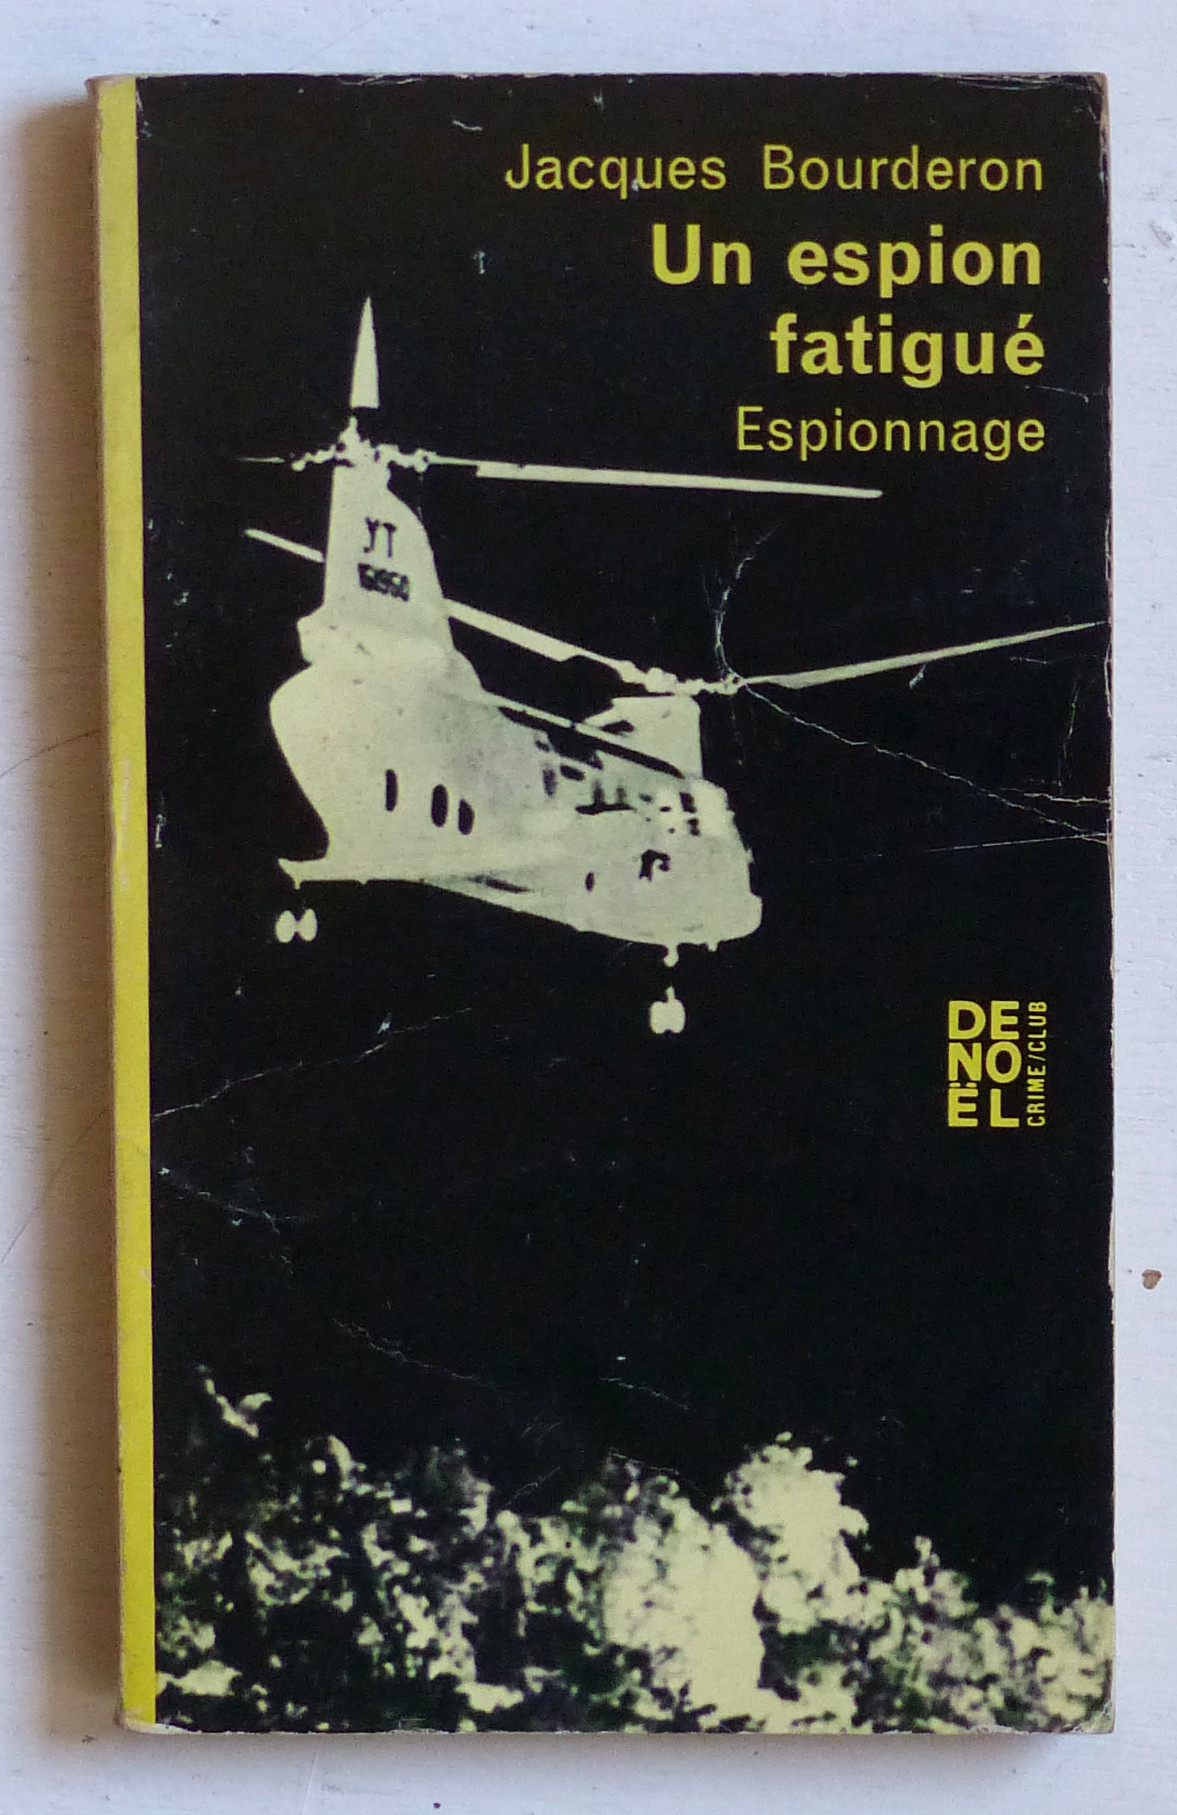 Jacques Bourderon
Un espion
fatigué
Espionnage
YT
DE
NO
ËL
CRIME/CLUB